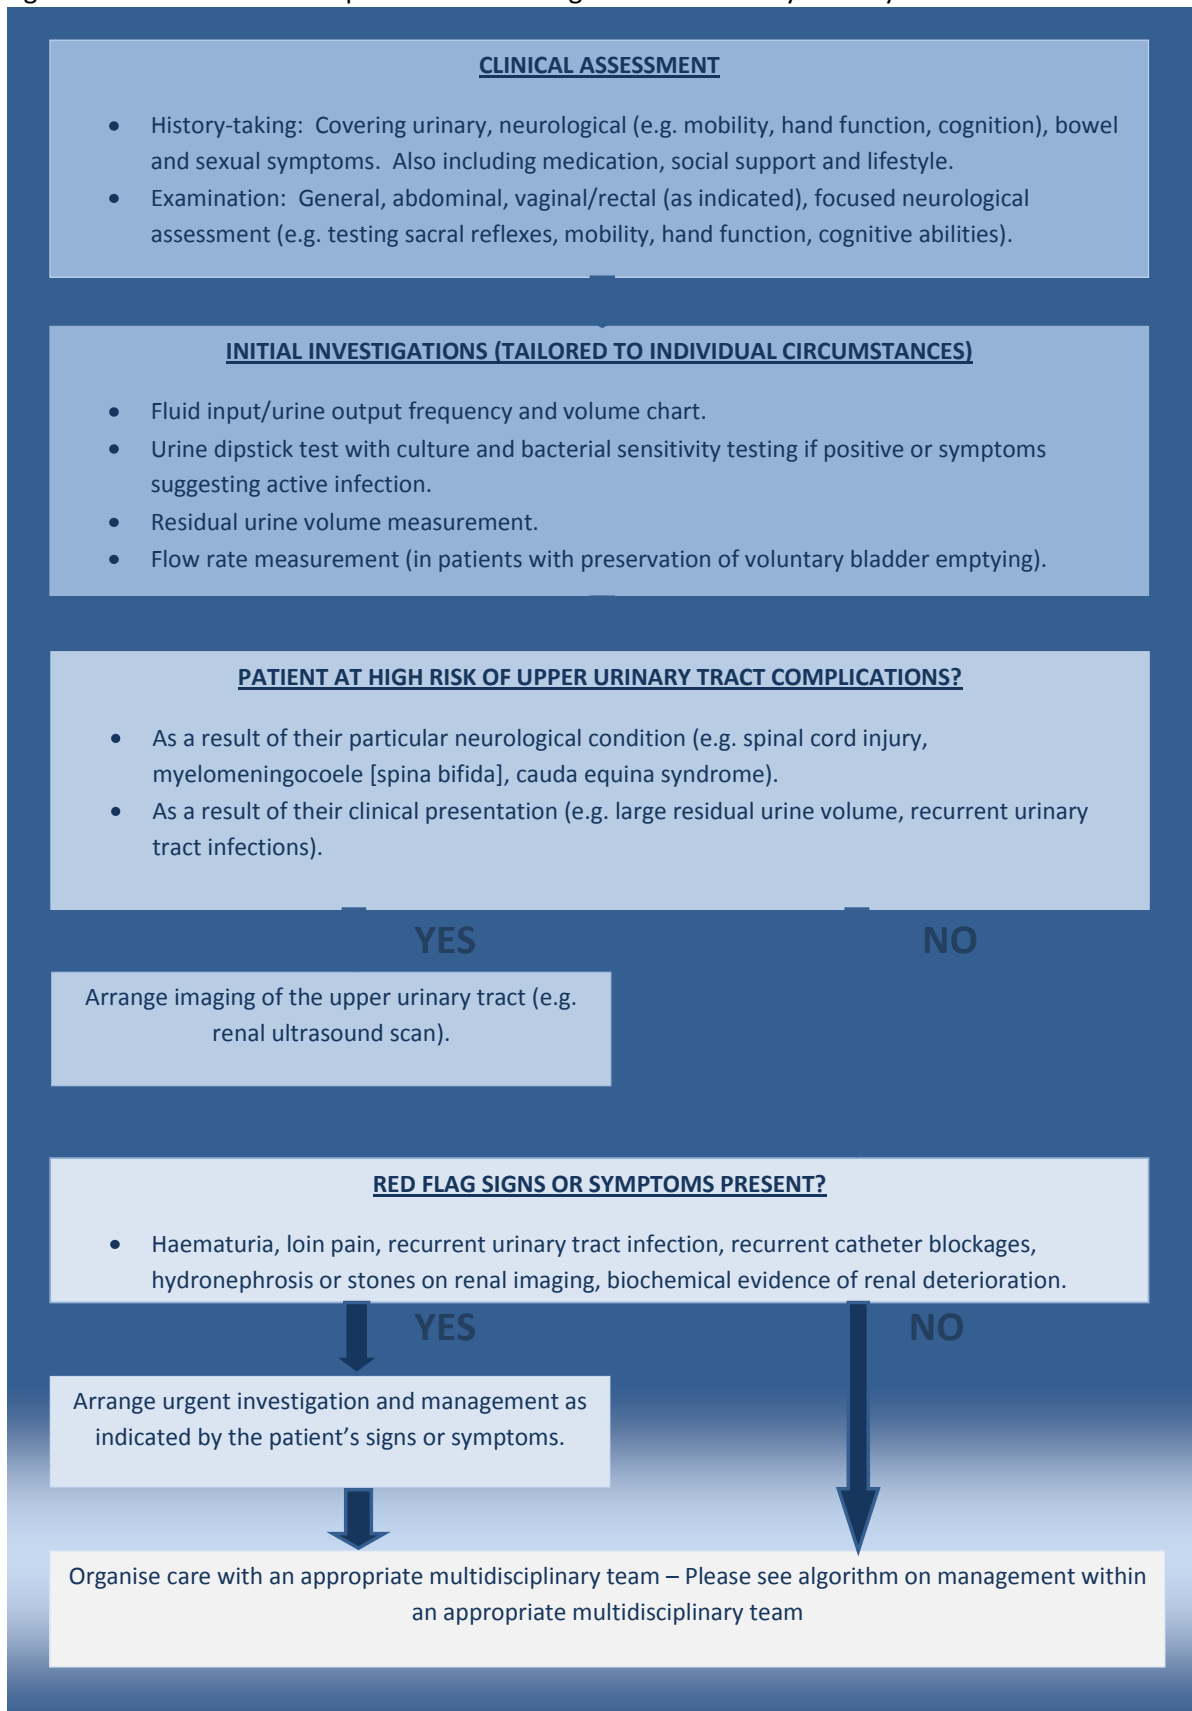 CLINICAL ASSESSMENT
• History-taking: Covering urinary, neurological (e.g. mobility, hand function, cognition), bowel
and sexual symptoms. Also including medication, social support and lifestyle.
• Examination: General, abdominal, vaginal/rectal (as indicated), focused neurological
assessment (e.g. testing sacral reflexes, mobility, hand function, cognitive abilities).
INITIAL INVESTIGATIONS (TAILORED TO INDIVIDUAL CIRCUMSTANCES)
• Fluid input/urine output frequency and volume chart.
• Urine dipstick test with culture and bacterial sensitivity testing if positive or symptoms
suggesting active infection.
• Residual urine volume measurement.
• Flow rate measurement (in patients with preservation of voluntary bladder emptying).
PATIENT AT HIGH RISK OF UPPER URINARY TRACT COMPLICATIONS?
• As a result of their particular neurological condition (e.g. spinal cord injury,
myelomeningocoele [spina bifida], cauda equina syndrome).
• As a result of their clinical presentation (e.g. large residual urine volume, recurrent urinary
tract infections).
YES NO
Arrange imaging of the upper urinary tract (e.g.
renal ultrasound scan).
RED FLAG SIGNS OR SYMPTOMS PRESENT?
• Haematuria, loin pain, recurrent urinary tract infection, recurrent catheter blockages,
hydronephrosis or stones on renal imaging, biochemical evidence of renal deterioration.
YES NO
Arrange urgent investigation and management as
indicated by the patient's signs or symptoms.
Organise care with an appropriate multidisciplinary team – Please see algorithm on management within
an appropriate multidisciplinary team